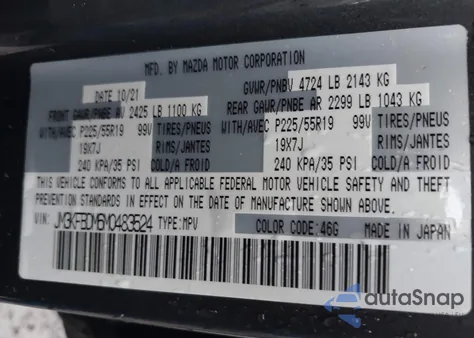 MFD. BY MAZDA MOTOR CORPORATION
DATE 10/21 GVWR/PNBV 4724 LB 2143 KG
FRONT GAWR/PNBE AV 2425 LB 1100 KG REAR GAWR/PNBE AR 2299 LB 1043 KG
WITH/AVEC P225/55R19 99V TIRES/PNEUS WITH/AVEC P225/55R19 99V TIRES/PNEUS
19X7J RIMS/JANTES 19X7J RIMS/JANTES
240 KPA/35 PSI COLD/A FROID 240 KPA/35 PSI COLD/A FROID
THIS VEHICLE CONFORMS TO ALL APPLICABLE FEDERAL MOTOR VEHICLE SAFETY AND THEFT
PREVENTION STANDARDS IN EFFECT ON THE DATE OF MANUFACTURE SHOWN ABOVE.
VIN: JM3KFBDM6M0483524 TYPE:MPV COLOR CODE:46G MADE IN JAPAN
autoSnap